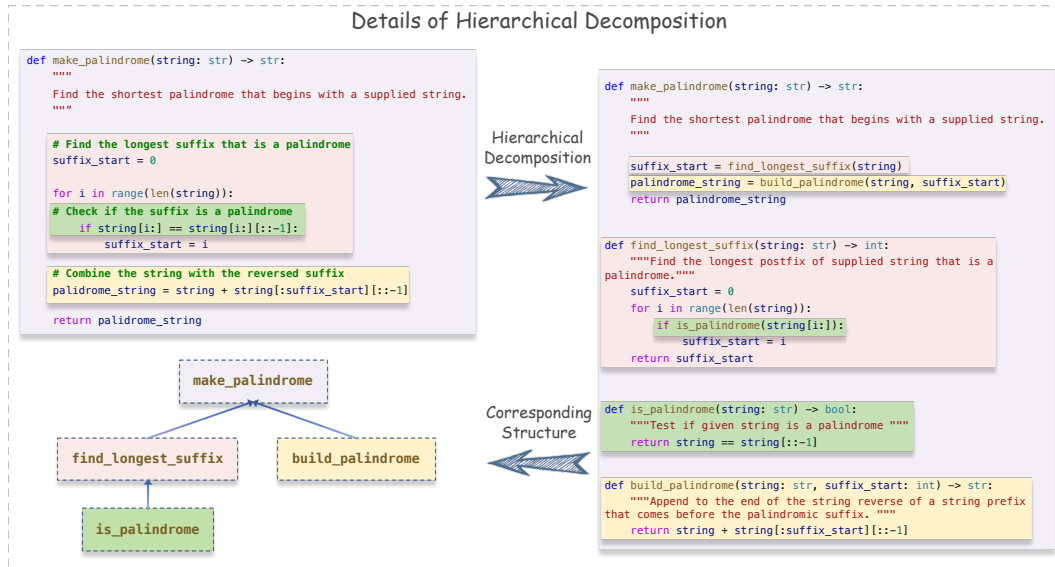 Details of Hierarchical Decomposition
def make_palindrome(string: str) -> str:
"""
Find the shortest palindrome that begins with a supplied string.
"""
# Find the longest suffix that is a palindrome
suffix_start = 0
for i in range(len(string)):
# Check if the suffix is a palindrome
if string[i:] == string[i:][::-1]:
suffix_start = i
# Combine the string with the reversed suffix
palidrome_string = string + string[:suffix_start][::-1]
return palidrome_string
Hierarchical
Decomposition
def make_palindrome(string: str) -> str:
"""
Find the shortest palindrome that begins with a supplied string.
"""
suffix_start = find_longest_suffix(string)
palindrome_string = build_palindrome(string, suffix_start)
return palindrome_string
def find_longest_suffix(string: str) -> int:
"""Find the longest postfix of supplied string that is a
palindrome."""
suffix_start = 0
for i in range(len(string)):
if is_palindrome(string[i:]):
suffix_start = i
return suffix_start
def is_palindrome(string: str) -> bool:
"""Test if given string is a palindrome """
return string == string[::-1]
def build_palindrome(string: str, suffix_start: int) -> str:
"""Append to the end of the string reverse of a string prefix
that comes before the palindromic suffix. """
return string + string[:suffix_start][::-1]
Corresponding
Structure
make_palindrome
find_longest_suffix
build_palindrome
is_palindrome